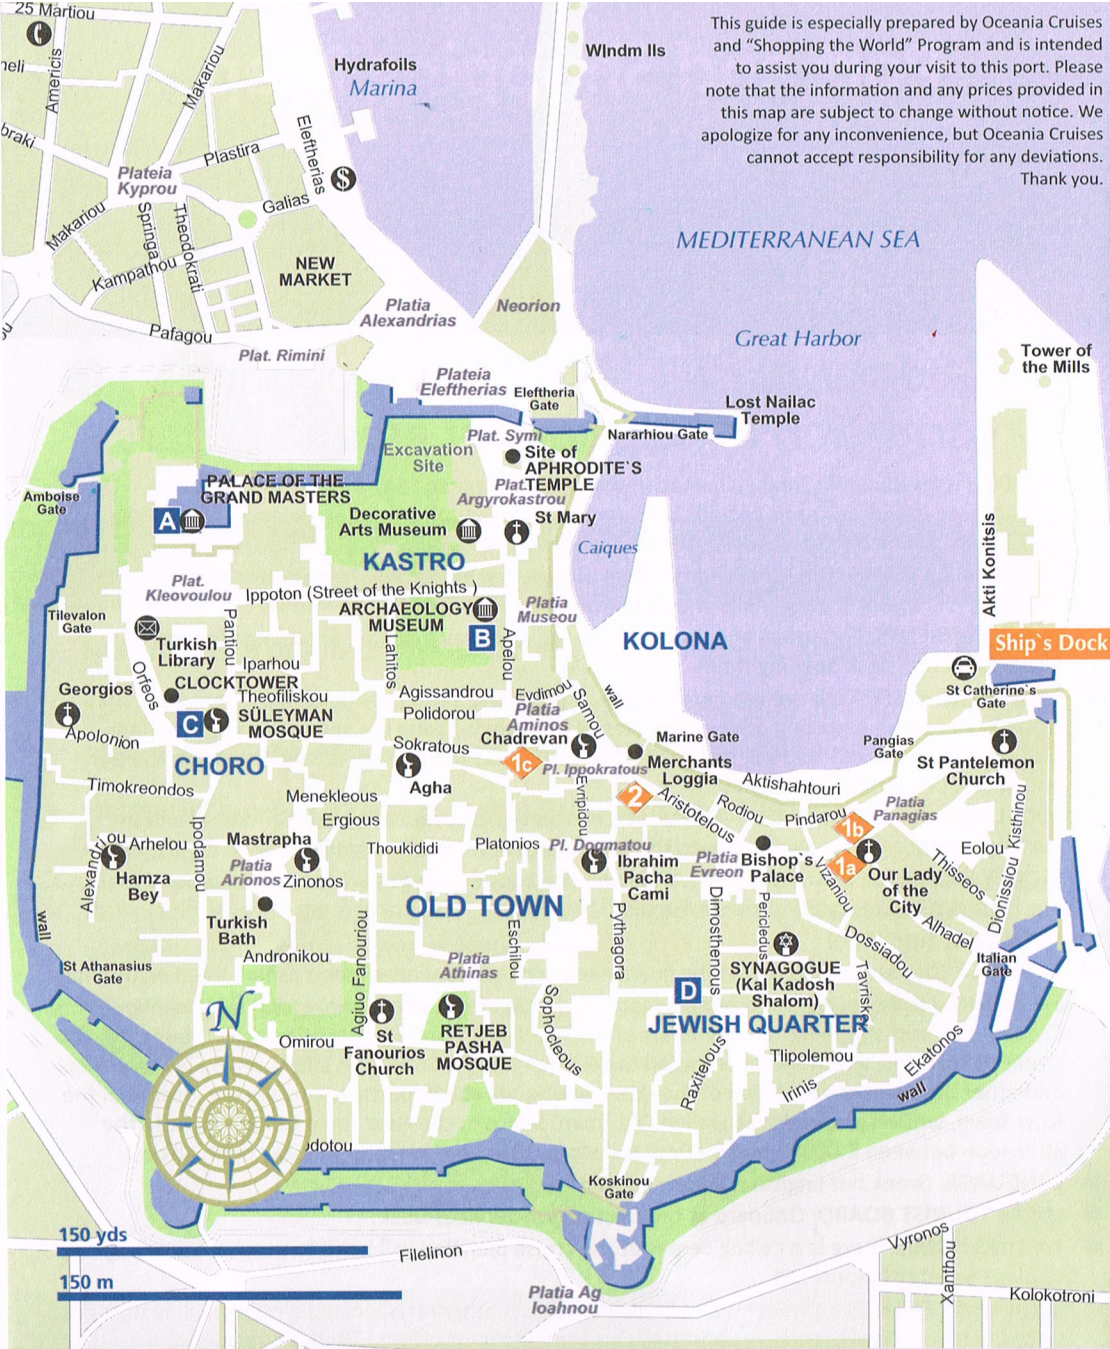 25 Martiou
Americis
Makariou
neli
braki
Hydrafoils
Marina
WIndm lls
This guide is especially prepared by Oceania Cruises
and “Shopping the World” Program and is intended
to assist you during your visit to this port. Please
note that the information and any prices provided in
this map are subject to change without notice. We
apologize for any inconvenience, but Oceania Cruises
cannot accept responsibility for any deviations.
Thank you.
Eleftherias
Plastira
$
Plateia
Kyprou
Galias
Makariou
Springa
Theodokrati
Kampathou
NEW
MARKET
MEDITERRANEAN SEA
Platia
Alexandrias
Neorion
Pafagou
ou
Plat. Rimini
Great Harbor
Tower of
the Mills
Plateia
Eleftherias
Eleftheria
Gate
Lost Nailac
Temple
Nararhiou Gate
Plat. Symi
Excavation
Site
Site of
APHRODITE`S
TEMPLE
Plat.
Argyrokastrou
Amboise
Gate
PALACE OF THE
GRAND MASTERS
A
Decorative
Arts Museum
St Mary
KASTRO
Caiques
Akti Konitsis
Plat.
Kleovoulou
Ippoton (Street of the Knights )
ARCHAEOLOGY
MUSEUM
B
Platia
Museou
Tilevalon
Gate
Pantiou
Turkish
Library
Iparhou
Lahitos
Apelou
KOLONA
Ship`s Dock
Orfeos
CLOCKTOWER
Theofiliskou
Georgios
C
SÜLEYMAN
MOSQUE
Apolonion
Agissandrou
Polidorou
Evdimou
Samou
wall
Platia
Aminos
St Catherine`s
Gate
Sokratous
Chadrevan
1c
Pl. Ippokratous
Marine Gate
Merchants
Loggia
Pangias
Gate
St Pantelemon
Church
CHORO
Agha
Timokreondos
Menekleous
Ergious
Evripidou
2
Aristotelous
Aktishahtouri
Rodiou
Pindarou
Platia
Panagias
1b
Kisthinou
Alexandri
ou
Arhelou
Ipodamou
Mastrapha
Thoukididi
Platonios
Pl. Dogmatou
Hamza
Bey
Platia
Arionos
Zinonos
Ibrahim
Pacha
Cami
Platia
Evreon
Bishop`s
Palace
1a
Vizaniou
Our Lady
of the
City
Eolou
Thisseos
Dionissiou
Turkish
Bath
OLD TOWN
Pythagora
Dimosthenous
Pericledus
Alhadef
wall
Andronikou
Agiuo Fanouriou
Eschilou
Dossiadou
Italian
Gate
St Athanasius
Gate
Platia
Athinas
SYNAGOGUE
(Kal Kadosh
Shalom)
D
N
Sophocleous
JEWISH QUARTER
Omirou
St
Fanourios
Church
RETJEB
PASHA
MOSQUE
Raxitelous
Tlipolemou
Ekatonos
Irinis
wall
odotou
Koskinou
Gate
150 yds
150 m
Filelinon
Platia Ag
Ioahnou
Vyronos
Xanthou
Kolokotroni